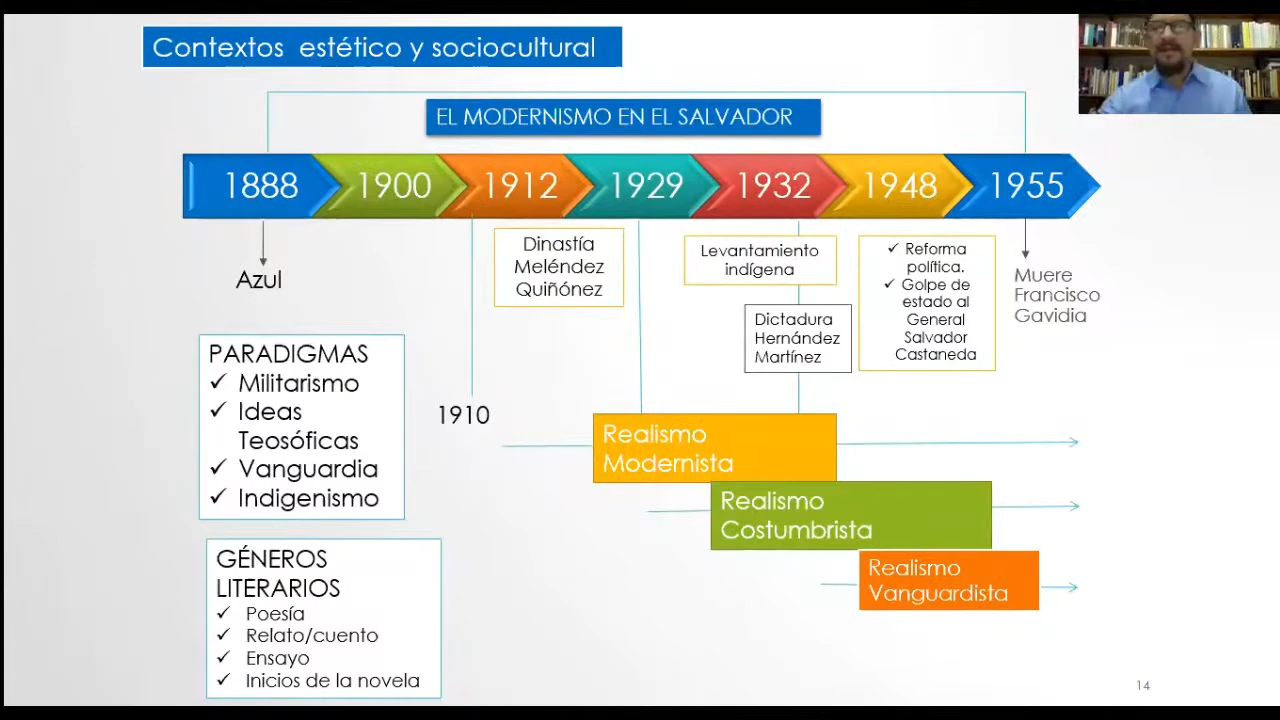 Contextos estético y sociocultural
EL MODERNISMO EN EL SALVADOR
1888
1900
1912
1929
1932
1948
1955
Azul
Dinastía
Meléndez
Quiñónez
Levantamiento
indígena
Dictadura
Hernández
Martínez
✓ Reforma
política.
✓ Golpe de
estado al
General
Salvador
Castaneda
Muere
Francisco
Gavidia
PARADIGMAS
✓ Militarismo
✓ Ideas
Teosóficas
✓ Vanguardia
✓ Indigenismo
1910
Realismo
Modernista
Realismo
Costumbrista
Realismo
Vanguardista
GÉNEROS
LITERARIOS
✓ Poesía
✓ Relato/cuento
✓ Ensayo
✓ Inicios de la novela
14